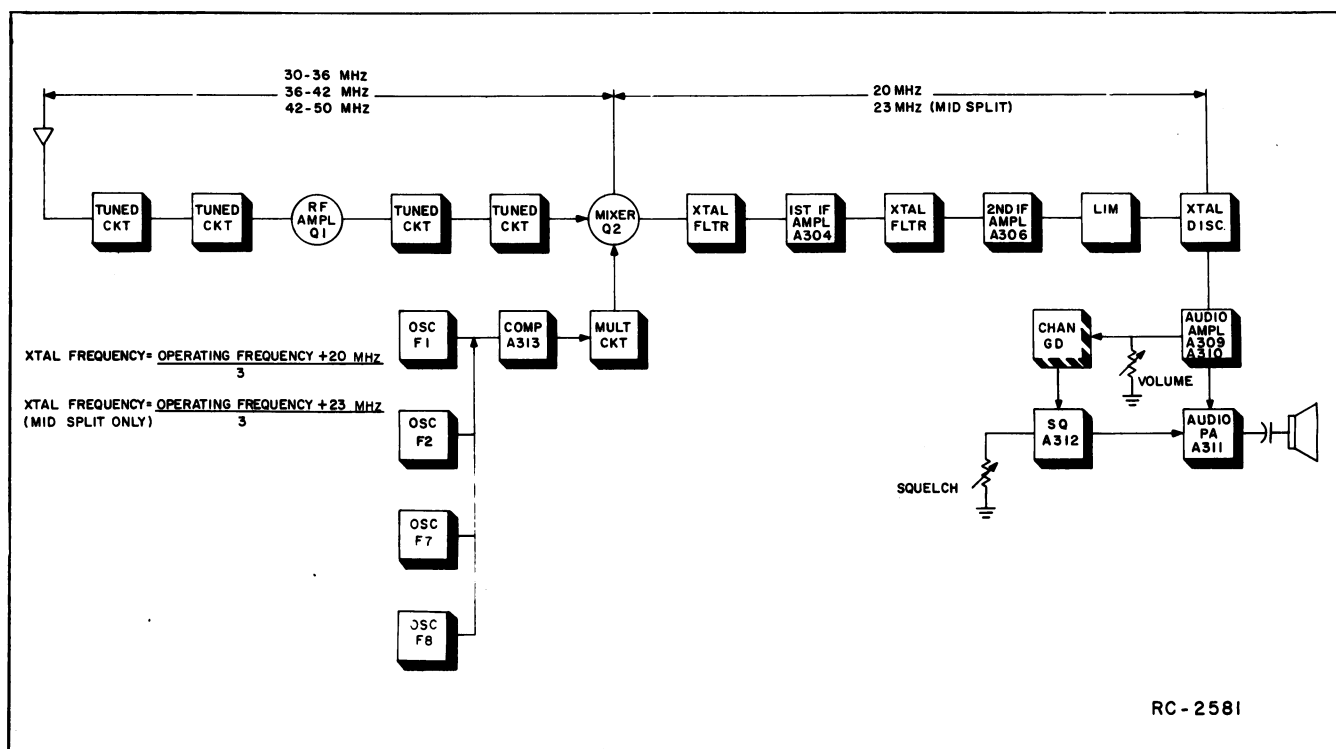 30-36 MHz
36-42 MHz
42-50 MHz
20 MHz
23 MHz (MID SPLIT)
TUNED
CKT
TUNED
CKT
RF
AMPL
Q1
TUNED
CKT
TUNED
CKT
MIXER
Q2
XTAL
FLTR
1ST IF
AMPL
A304
XTAL
FLTR
2ND IF
AMPL
A306
LIM
XTAL
DISC.
OSC
F1
COMP
A313
MULT
CKT
CHAN
GD
AUDIO
AMPL
A309
A310
VOLUME
XTAL FREQUENCY= OPERATING FREQUENCY +20 MHz
3
XTAL FREQUENCY= OPERATING FREQUENCY +23 MHz
(MID SPLIT ONLY) 3
OSC
F2
SQ
A312
AUDIO
PA
A311
SQUELCH
OSC
F7
OSC
F8
RC-2581